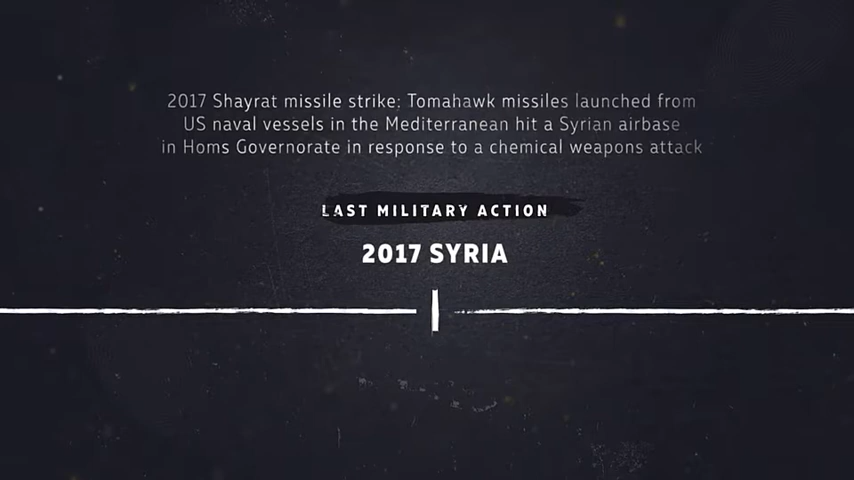 2017 Shayrat missile strike: Tomahawk missiles launched from
US naval vessels in the Mediterranean hit a Syrian airbase
in Homs Governorate in response to a chemical weapons attack
LAST MILITARY ACTION
2017 SYRIA